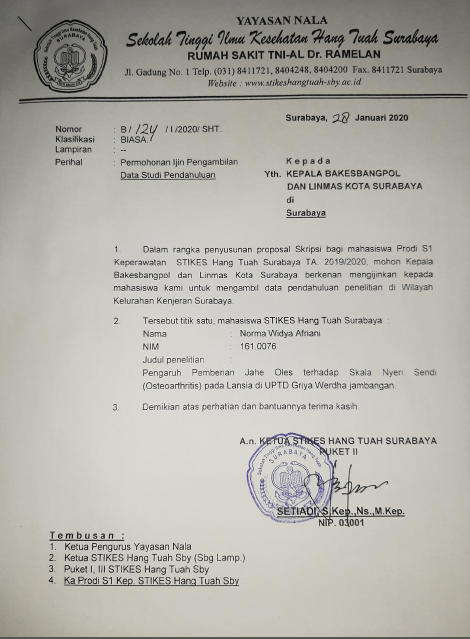 YAYASAN NALA
Sekolah Tinggi Ilmu Kesehatan Hang Tuah Surabaya
RUMAH SAKIT TNI-AL Dr. RAMELAN
Jl. Gadung No. 1 Telp. (031) 8411721, 8404248, 8404200 Fax. 8411721 Surabaya
Website : www.stikeshangtuah-sby.ac.id
Surabaya, 28 Januari 2020
Nomor : B / 124 / I /2020/ SHT.
Klasifikasi : BIASA.
Lampiran : --
Perihal : Permohonan Ijin Pengambilan
Data Studi Pendahuluan
Kepada
Yth. KEPALA BAKESBANGPOL
DAN LINMAS KOTA SURABAYA
di
Surabaya
1. Dalam rangka penyusunan proposal Skripsi bagi mahasiswa Prodi S1
Keperawatan STIKES Hang Tuah Surabaya TA. 2019/2020, mohon Kepala
Bakesbangpol dan Linmas Kota Surabaya berkenan mengijinkan kepada
mahasiswa kami untuk mengambil data pendahuluan penelitian di Wilayah
Kelurahan Kenjeran Surabaya.
2. Tersebut titik satu, mahasiswa STIKES Hang Tuah Surabaya :
Nama : Norma Widya Afriani
NIM : 161.0076
Judul penelitian :
Pengaruh Pemberian Jahe Oles terhadap Skala Nyeri Sendi
(Osteoarthritis) pada Lansia di UPTD Griya Werdha jambangan.
3. Demikian atas perhatian dan bantuannya terima kasih.
A.n. KETUA STIKES HANG TUAH SURABAYA
PUKET II
SURABAYA
SETIADI, S.Kep.,Ns.,M.Kep.
NIP. 03001
Tembusan :
1. Ketua Pengurus Yayasan Nala
2. Ketua STIKES Hang Tuah Sby (Sbg Lamp.)
3. Puket I, III STIKES Hang Tuah Sby
4. Ka Prodi S1 Kep. STIKES Hang Tuah Sby